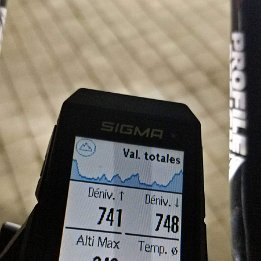 SIGMA
Val. totales
Déniv. ↑ Déniv. ↓
741 748
Alti Max Temp. ø